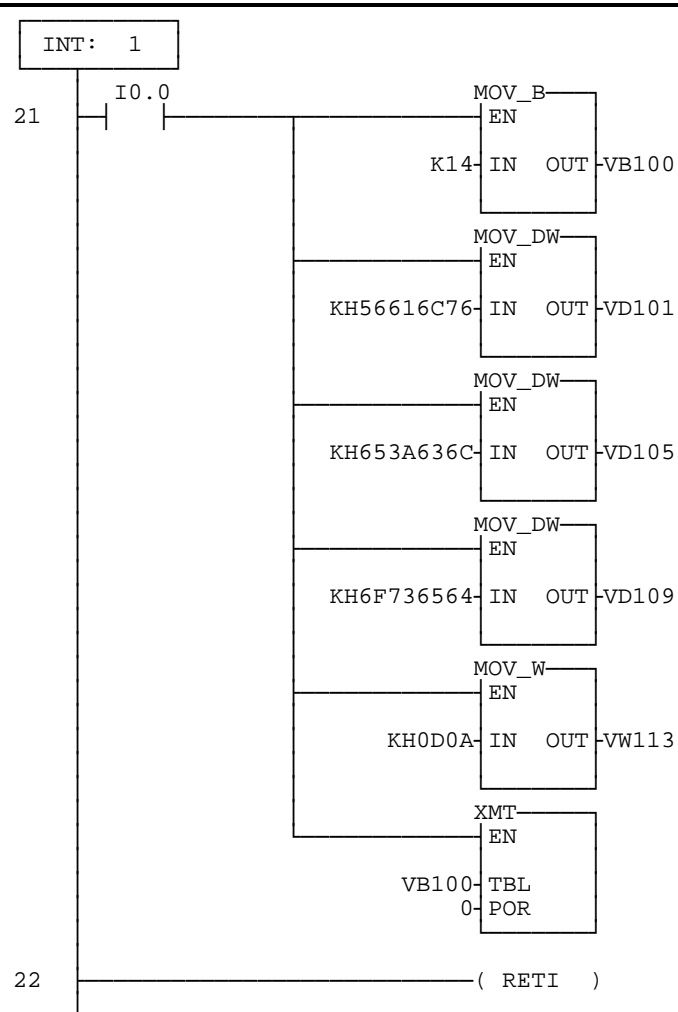 INT: 1
I0.0
MOV_B
21
EN
K14 IN OUT VB100
MOV_DW
EN
KH56616C76 IN OUT VD101
MOV_DW
EN
KH653A636C IN OUT VD105
MOV_DW
EN
KH6F736564 IN OUT VD109
MOV_W
EN
KH0D0A IN OUT VW113
XMT
EN
VB100 TBL
0 POR
22 ( RETI )